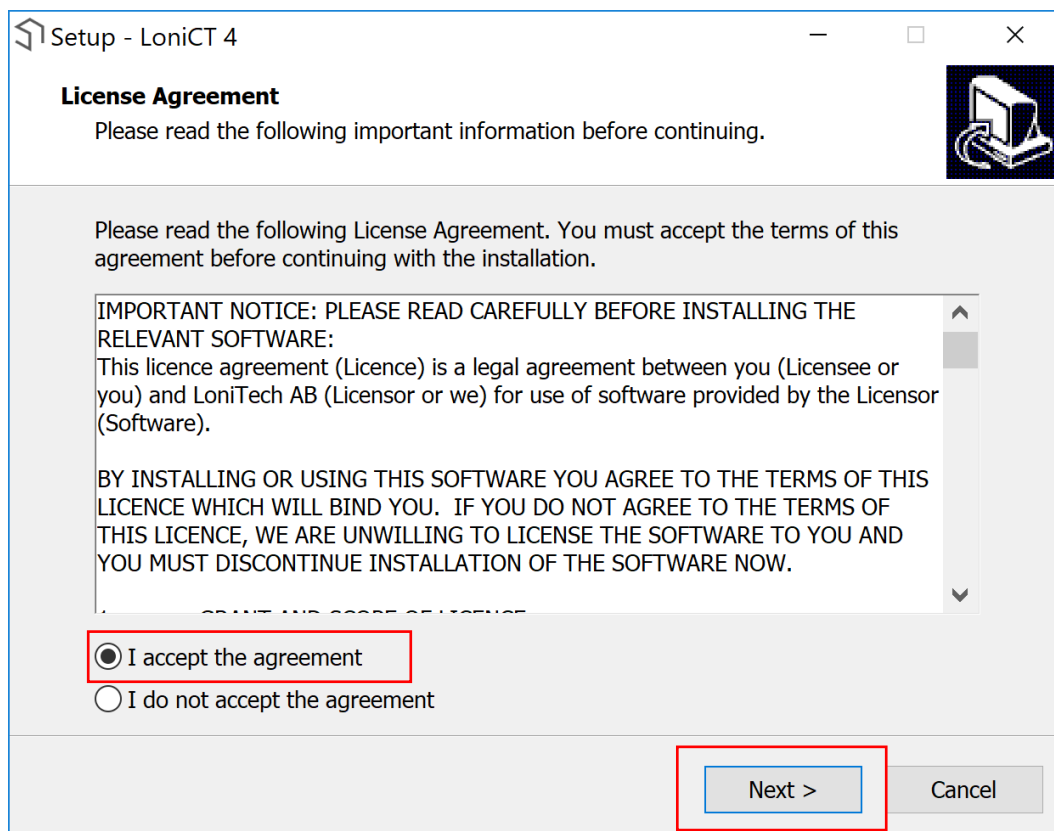 Setup - LoniCT 4
License Agreement
Please read the following important information before continuing.
Please read the following License Agreement. You must accept the terms of this
agreement before continuing with the installation.
IMPORTANT NOTICE: PLEASE READ CAREFULLY BEFORE INSTALLING THE
RELEVANT SOFTWARE:
This licence agreement (Licence) is a legal agreement between you (Licensee or
you) and LoniTech AB (Licensor or we) for use of software provided by the Licensor
(Software).
BY INSTALLING OR USING THIS SOFTWARE YOU AGREE TO THE TERMS OF THIS
LICENCE WHICH WILL BIND YOU.  IF YOU DO NOT AGREE TO THE TERMS OF
THIS LICENCE, WE ARE UNWILLING TO LICENSE THE SOFTWARE TO YOU AND
YOU MUST DISCONTINUE INSTALLATION OF THE SOFTWARE NOW.
GRANT AND SCOPE OF LICENCE
I accept the agreement
I do not accept the agreement
Next >
Cancel